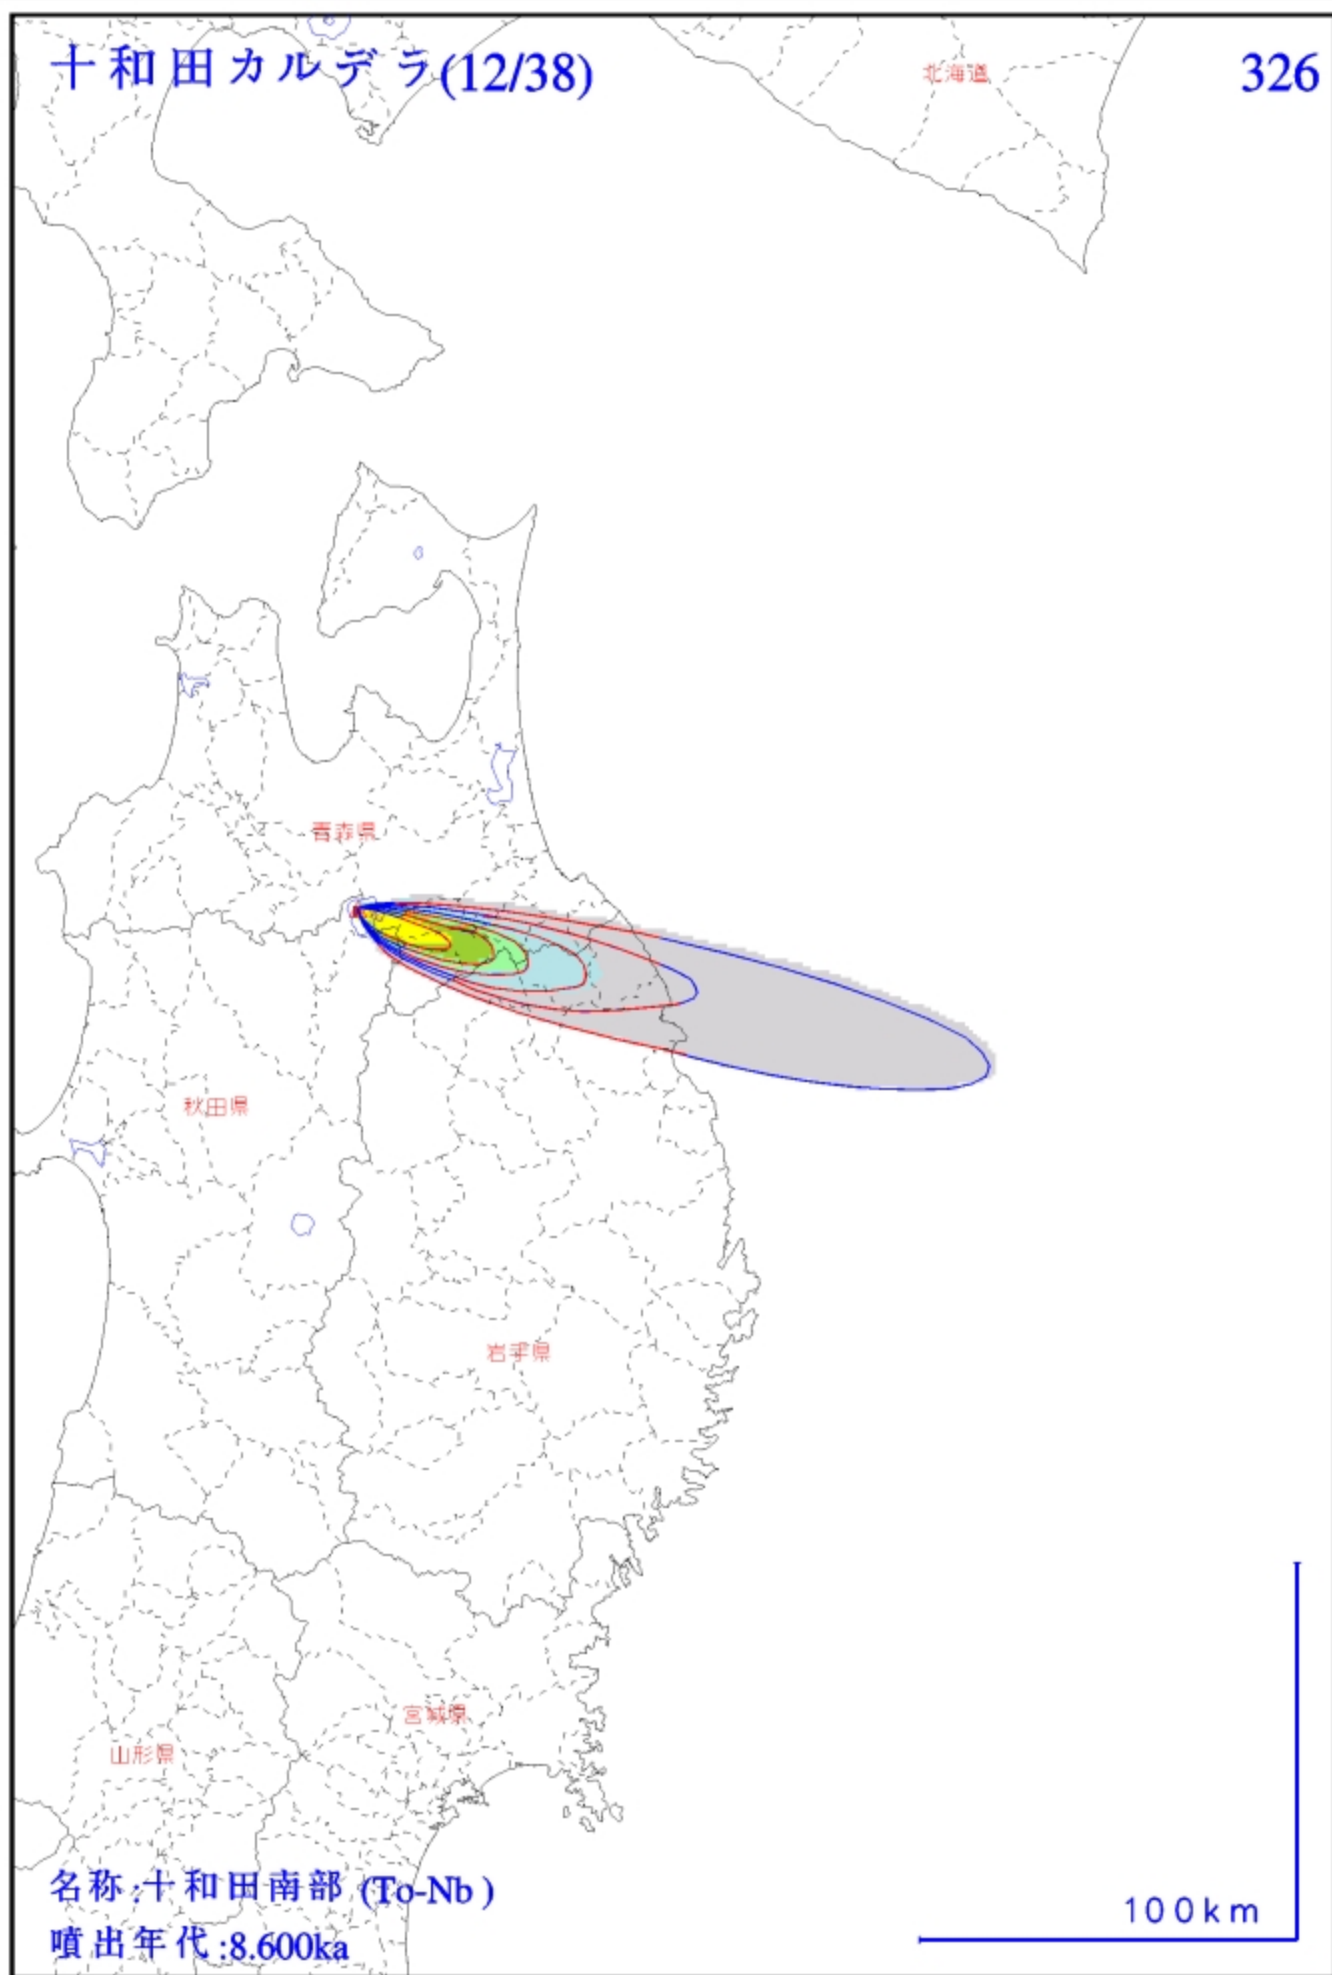 十和田カルデラ(12/38)
326
北海道
青森県
秋田県
岩手県
宮城県
山形県
名称:十和田南部 (To-Nb )
噴出年代:8.600ka
100km